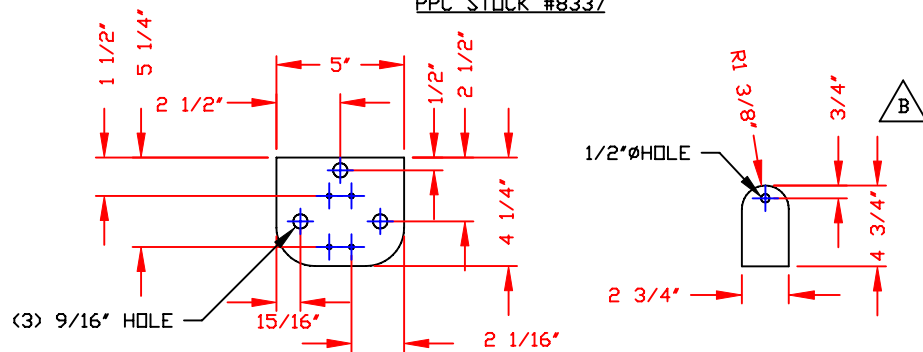 PPC STOCK #8337
1 1/2"
5 1/4"
5"
2 1/2"
1/2"
2 1/2"
4 1/4"
(3) 9/16" HOLE
15/16"
2 1/16"
R1 3/8"
3/4"
B
1/2"øHOLE
4 3/4"
2 3/4"